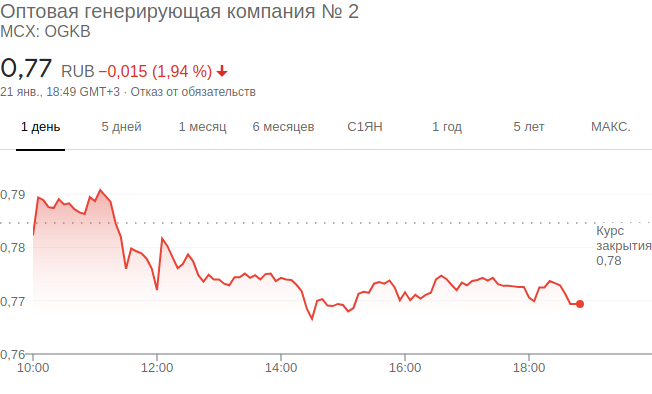 Оптовая генерирующая компания № 2
MCX: OGKB
0,77 RUB −0,015 (1,94 %)
21 янв., 18:49 GMT+3 · Отказ от обязательств
1 день 5 дней 1 месяц 6 месяцев С1ЯН 1 год 5 лет МАКС.
0,79
Курс
закрытия
0,78
0,78
0,77
0,76
10:00 12:00 14:00 16:00 18:00